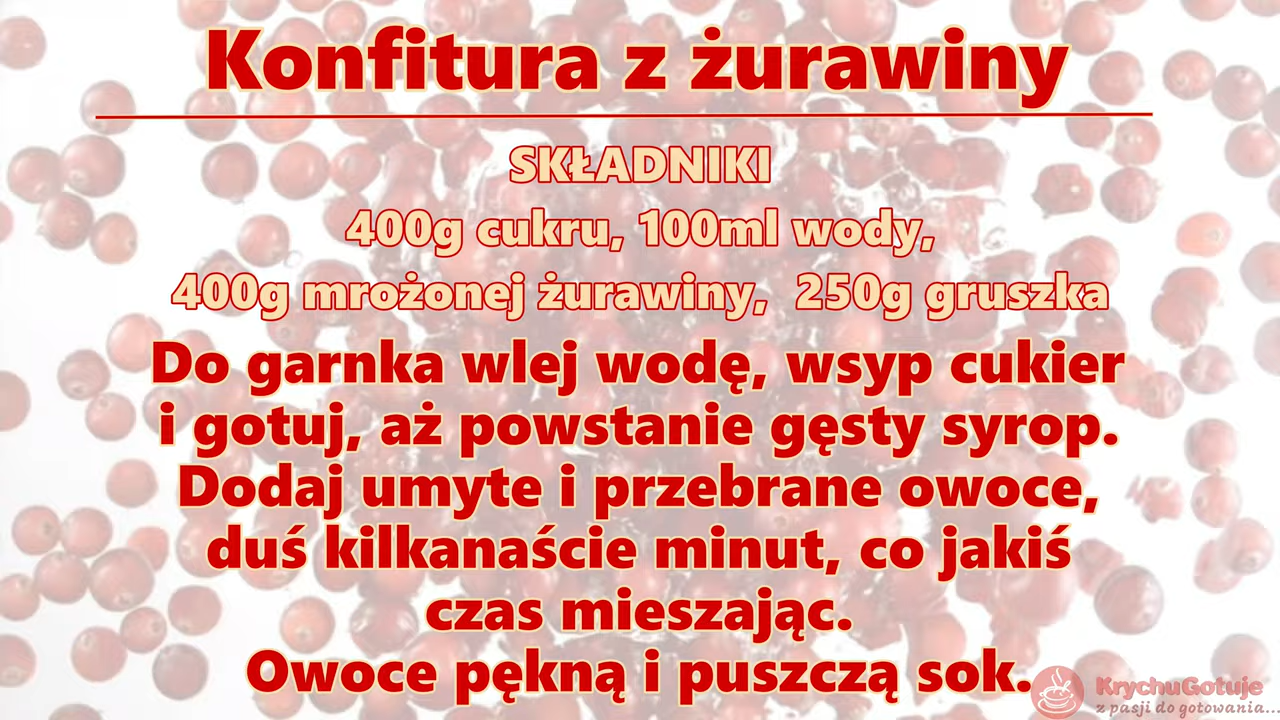 Konfitura z żurawiny
SKŁADNIKI
400g cukru, 100ml wody,
400g mrożonej żurawiny, 250g gruszka
Do garnka wlej wodę, wsyp cukier
i gotuj, aż powstanie gęsty syrop.
Dodaj umyte i przebrane owoce,
duś kilkanaście minut, co jakiś
czas mieszając.
Owoce pękną i puszczą sok.
KrychuGotuje
z pasji do gotowania...